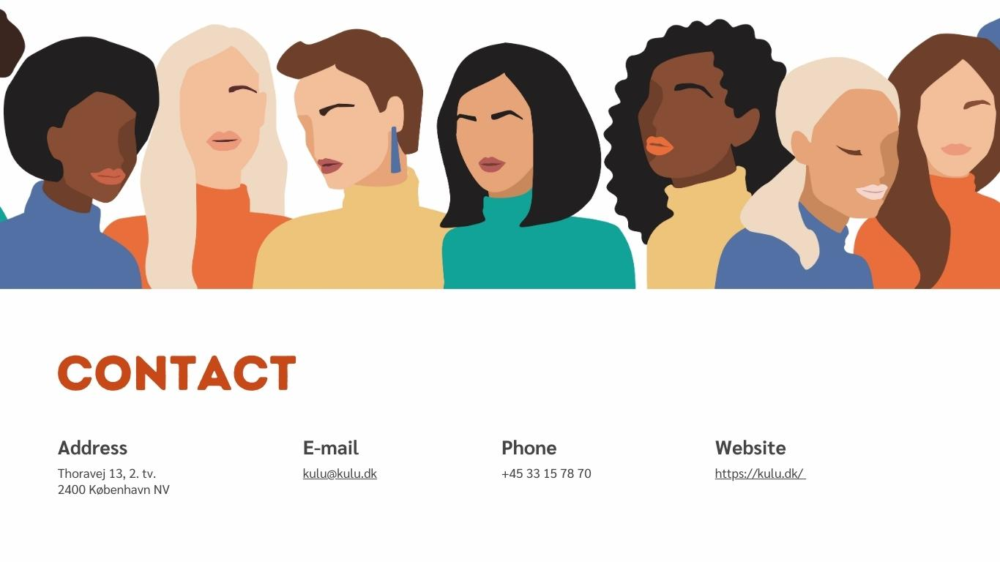 CONTACT
Address
Thoravej 13, 2. tv.
2400 København NV
E-mail
kulu@kulu.dk
Phone
+45 33 15 78 70
Website
https://kulu.dk/